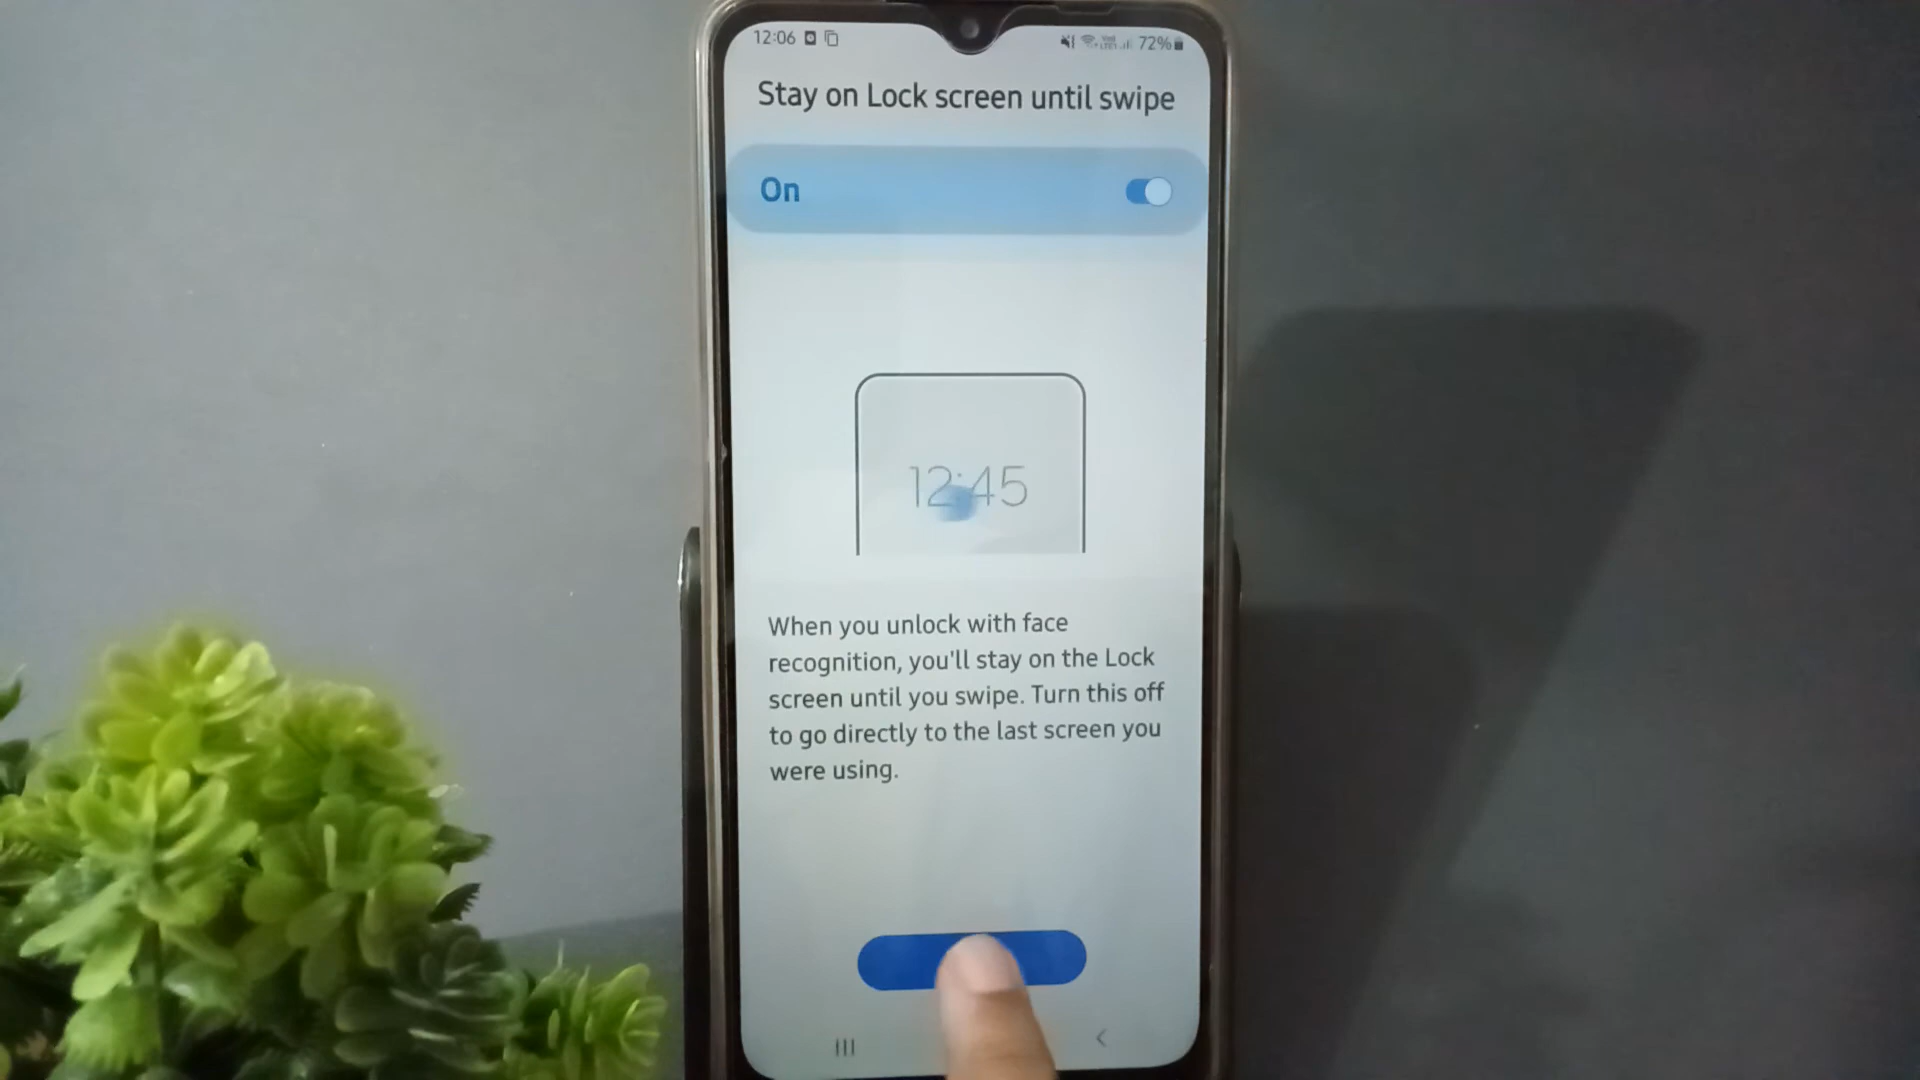 12:06 72%
Stay on Lock screen until swipe
On
12:45
When you unlock with face
recognition, you'll stay on the Lock
screen until you swipe. Turn this off
to go directly to the last screen you
were using.